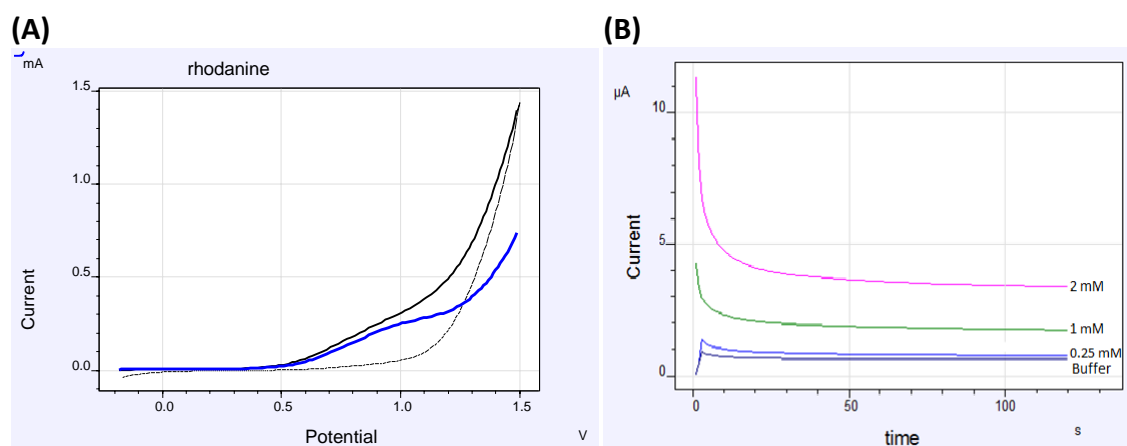 (A)
mA
rhodanine
1.5
1.0
0.5
0.0
Current
0.0
0.5
1.0
1.5
Potential
V
(B)
µA
10
5
0
Current
2 mM
1 mM
0.25 mM
Buffer
0
50
100
time
s